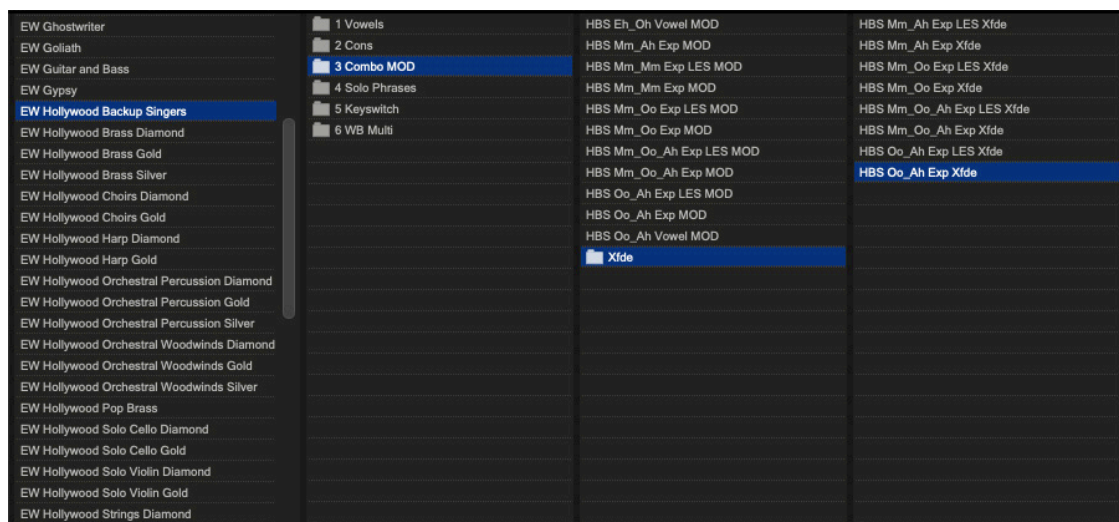 EW Ghostwriter
EW Goliath
EW Guitar and Bass
EW Gypsy
EW Hollywood Backup Singers
EW Hollywood Brass Diamond
EW Hollywood Brass Gold
EW Hollywood Brass Silver
EW Hollywood Choirs Diamond
EW Hollywood Choirs Gold
EW Hollywood Harp Diamond
EW Hollywood Harp Gold
EW Hollywood Orchestral Percussion Diamond
EW Hollywood Orchestral Percussion Gold
EW Hollywood Orchestral Percussion Silver
EW Hollywood Orchestral Woodwinds Diamond
EW Hollywood Orchestral Woodwinds Gold
EW Hollywood Orchestral Woodwinds Silver
EW Hollywood Pop Brass
EW Hollywood Solo Cello Diamond
EW Hollywood Solo Cello Gold
EW Hollywood Solo Violin Diamond
EW Hollywood Solo Violin Gold
EW Hollywood Strings Diamond
1 Vowels
2 Cons
3 Combo MOD
4 Solo Phrases
5 Keyswitch
6 WB Multi
HBS Eh_Oh Vowel MOD
HBS Mm_Ah Exp MOD
HBS Mm_Mm Exp LES MOD
HBS Mm_Mm Exp MOD
HBS Mm_Oo Exp LES MOD
HBS Mm_Oo Exp MOD
HBS Mm_Oo_Ah Exp LES MOD
HBS Mm_Oo_Ah Exp MOD
HBS Oo_Ah Exp LES MOD
HBS Oo_Ah Exp MOD
HBS Oo_Ah Vowel MOD
Xfde
HBS Mm_Ah Exp LES Xfde
HBS Mm_Ah Exp Xfde
HBS Mm_Oo Exp LES Xfde
HBS Mm_Oo Exp Xfde
HBS Mm_Oo_Ah Exp LES Xfde
HBS Mm_Oo_Ah Exp Xfde
HBS Oo_Ah Exp LES Xfde
HBS Oo_Ah Exp Xfde